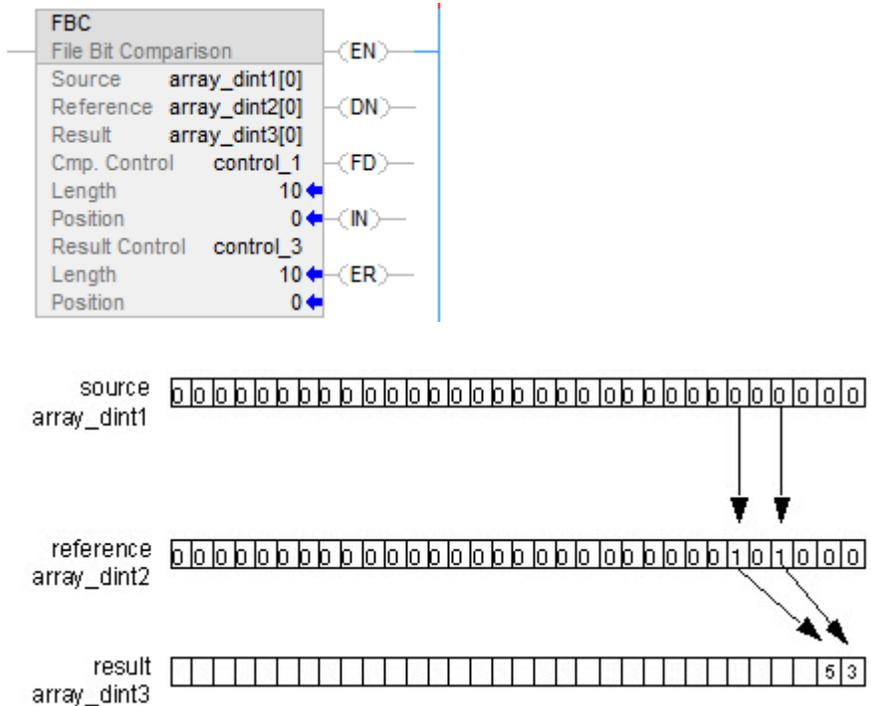 FBC
File Bit Comparison (EN)
Source array_dint1[0]
Reference array_dint2[0] (DN)
Result array_dint3[0]
Cmp. Control control_1 (FD)
Length 10
Position 0 (IN)
Result Control control_3
Length 10 (ER)
Position 0
source 0 0 0 0 0 0 0 0 0 0 0 0 0 0 0 0 0 0 0 0 0 0 0 0 0 0 0 0 0 0 0 0
array_dint1
reference 0 0 0 0 0 0 0 0 0 0 0 0 0 0 0 0 0 0 0 0 0 0 0 0 0 0 1 0 1 0 0 0
array_dint2
result 5 3
array_dint3